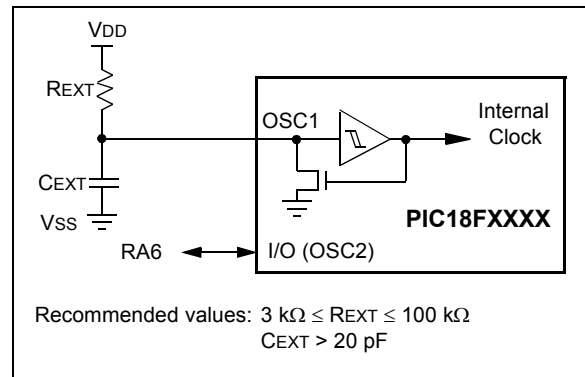 VDD
REXT
OSC1
Internal
Clock
CEXT
VSS
PIC18FXXXX
RA6
I/O (OSC2)
Recommended values: 3 kΩ ≤ REXT ≤ 100 kΩ
CEXT > 20 pF